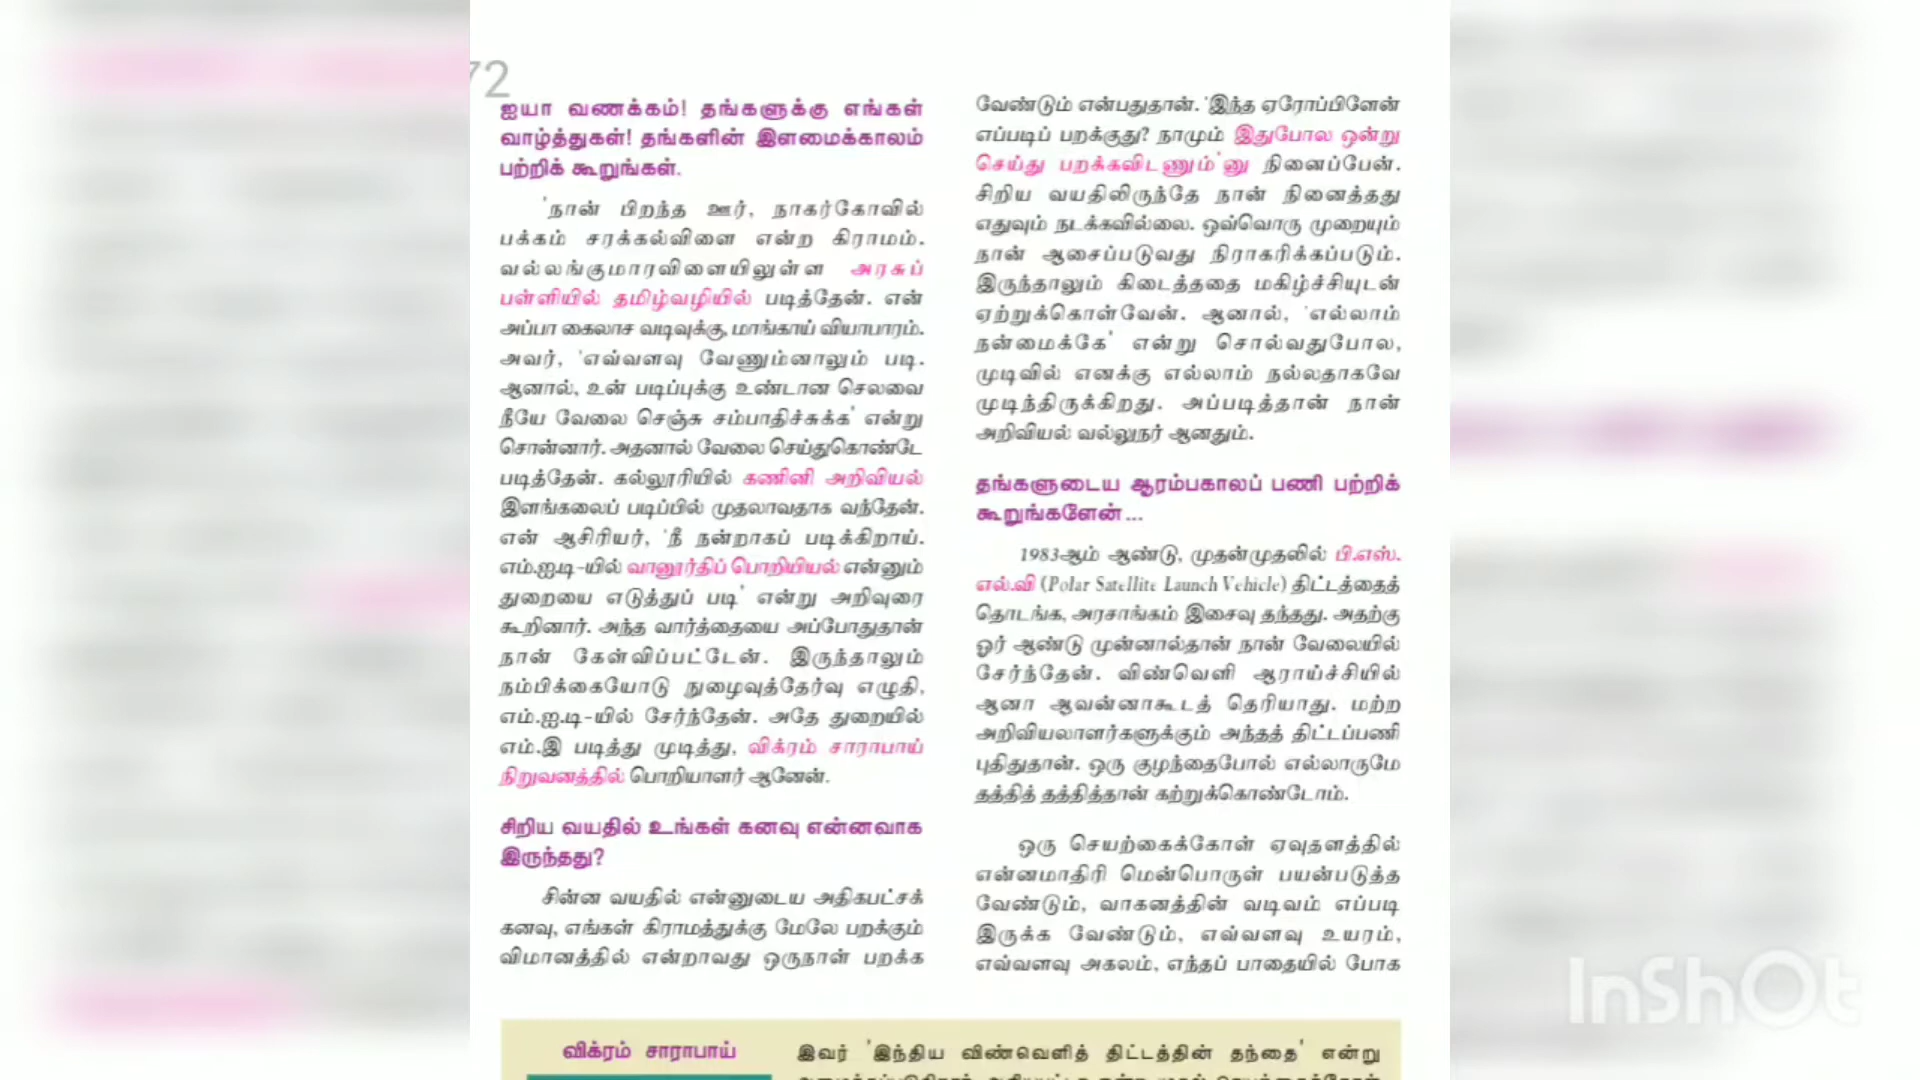 72
ஐயா வணக்கம்! தங்களுக்கு எங்கள்
வாழ்த்துகள்! தங்களின் இளமைக்காலம்
பற்றிக் கூறுங்கள்.
'நான் பிறந்த ஊர், நாகர்கோவில்
பக்கம் சரக்கல்விளை என்ற கிராமம்.
வல்லங்குமாரவிளையிலுள்ள அரசுப்
பள்ளியில் தமிழ்வழியில் படித்தேன். என்
அப்பா கைலாச வடிவுக்கு, மாங்காய் வியாபாரம்.
அவர், 'எவ்வளவு வேணும்னாலும் படி.
ஆனால், உன் படிப்புக்கு உண்டான செலவை
நீயே வேலை செஞ்சு சம்பாதிச்சுக்க' என்று
சொன்னார். அதனால் வேலை செய்துகொண்டே
படித்தேன். கல்லூரியில் கணினி அறிவியல்
இளங்கலைப் படிப்பில் முதலாவதாக வந்தேன்.
என் ஆசிரியர், 'நீ நன்றாகப் படிக்கிறாய்.
எம்.ஐ.டி-யில் வானூர்திப் பொறியியல் என்னும்
துறையை எடுத்துப் படி' என்று அறிவுரை
கூறினார். அந்த வார்த்தையை அப்போதுதான்
நான் கேள்விப்பட்டேன். இருந்தாலும்
நம்பிக்கையோடு நுழைவுத்தேர்வு எழுதி,
எம்.ஐ.டி-யில் சேர்ந்தேன். அதே துறையில்
எம்.இ படித்து முடித்து, விக்ரம் சாராபாய்
நிறுவனத்தில் பொறியாளர் ஆனேன்.
சிறிய வயதில் உங்கள் கனவு என்னவாக
இருந்தது?
சின்ன வயதில் என்னுடைய அதிகபட்சக்
கனவு, எங்கள் கிராமத்துக்கு மேலே பறக்கும்
விமானத்தில் என்றாவது ஒருநாள் பறக்க
வேண்டும் என்பதுதான். 'இந்த ஏரோப்பிளேன்
எப்படிப் பறக்குது? நாமும் இதுபோல ஒன்று
செய்து பறக்கவிடணும்'னு நினைப்பேன்.
சிறிய வயதிலிருந்தே நான் நினைத்தது
எதுவும் நடக்கவில்லை. ஒவ்வொரு முறையும்
நான் ஆசைப்படுவது நிராகரிக்கப்படும்.
இருந்தாலும் கிடைத்ததை மகிழ்ச்சியுடன்
ஏற்றுக்கொள்வேன். ஆனால், 'எல்லாம்
நன்மைக்கே' என்று சொல்வதுபோல,
முடிவில் எனக்கு எல்லாம் நல்லதாகவே
முடிந்திருக்கிறது. அப்படித்தான் நான்
அறிவியல் வல்லுநர் ஆனதும்.
தங்களுடைய ஆரம்பகாலப் பணி பற்றிக்
கூறுங்களேன்...
1983ஆம் ஆண்டு, முதன்முதலில் பி.எஸ்.
எல்.வி (Polar Satellite Launch Vehicle) திட்டத்தைத்
தொடங்க, அரசாங்கம் இசைவு தந்தது. அதற்கு
ஓர் ஆண்டு முன்னால்தான் நான் வேலையில்
சேர்ந்தேன். விண்வெளி ஆராய்ச்சியில்
ஆனா ஆவன்னாகூடத் தெரியாது. மற்ற
அறிவியலாளர்களுக்கும் அந்தத் திட்டப்பணி
புதிதுதான். ஒரு குழந்தைபோல் எல்லாருமே
தத்தித் தத்தித்தான் கற்றுக்கொண்டோம்.
ஒரு செயற்கைக்கோள் ஏவுதளத்தில்
என்னமாதிரி மென்பொருள் பயன்படுத்த
வேண்டும், வாகனத்தின் வடிவம் எப்படி
இருக்க வேண்டும், எவ்வளவு உயரம்,
எவ்வளவு அகலம், எந்தப் பாதையில் போக
விக்ரம் சாராபாய்
இவர் 'இந்திய விண்வெளித் திட்டத்தின் தந்தை' என்று
InShOt